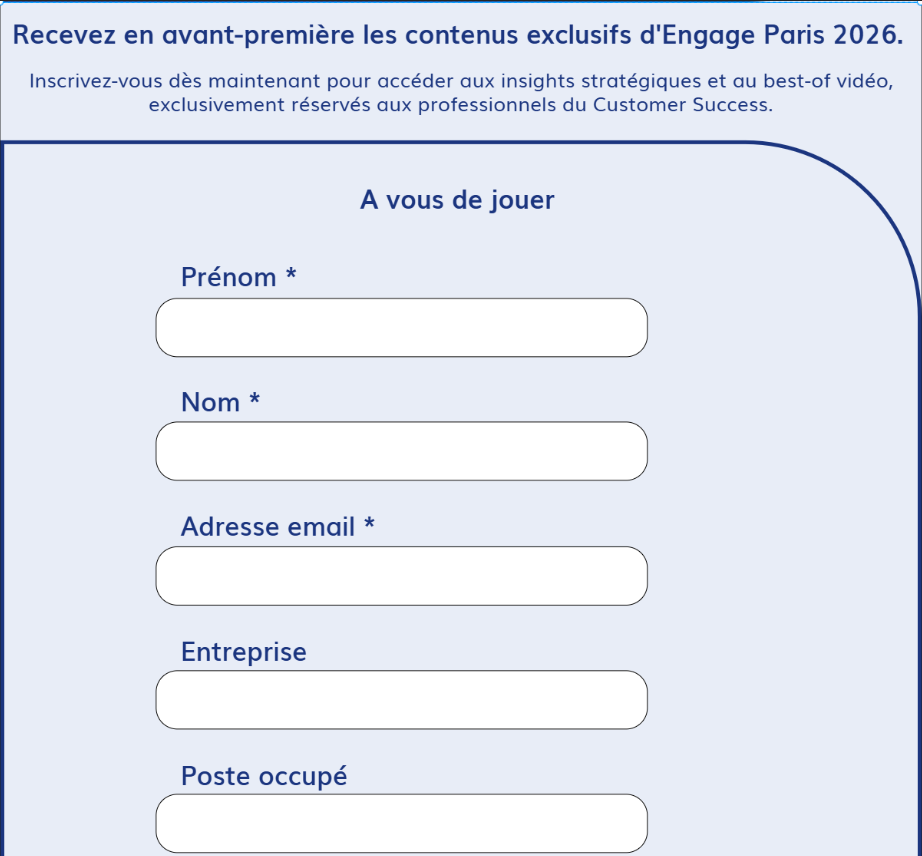 Recevez en avant-première les contenus exclusifs d'Engage Paris 2026.
Inscrivez-vous dès maintenant pour accéder aux insights stratégiques et au best-of vidéo,
exclusivement réservés aux professionnels du Customer Success.
A vous de jouer
Prénom *
Nom *
Adresse email *
Entreprise
Poste occupé